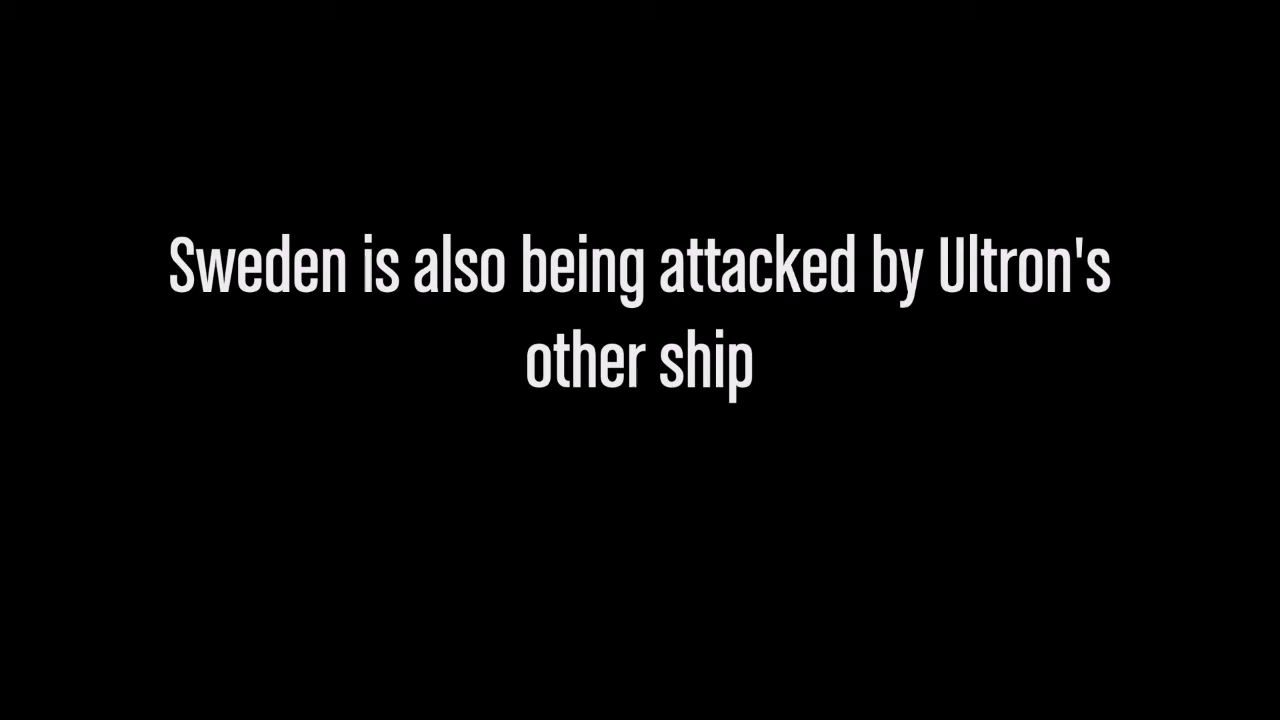 Sweden is also being attacked by Ultron's
other ship